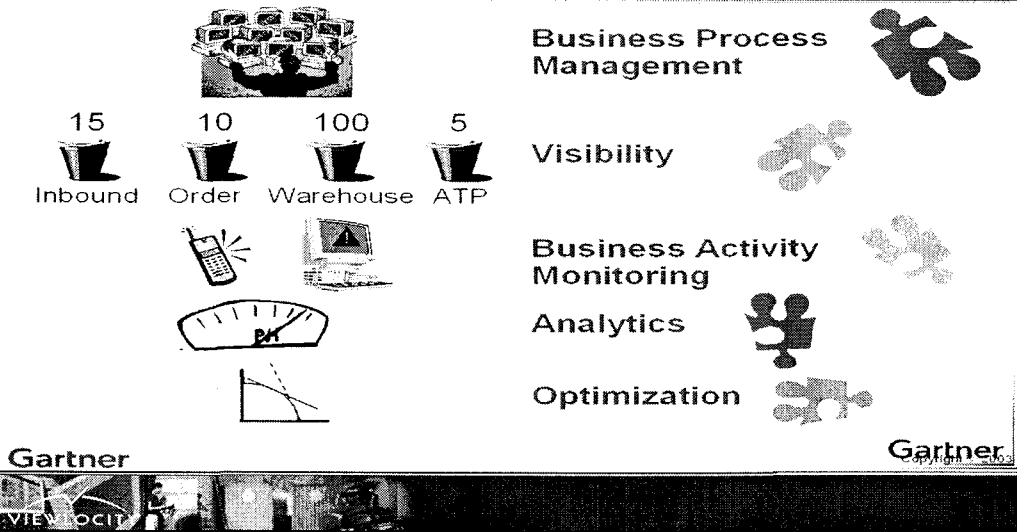 Business Process
Management
15 10 100 5
Inbound Order Warehouse ATP
Visibility
Business Activity
Monitoring
Analytics
Optimization
Gartner
Gartner
VIEWLOCITY